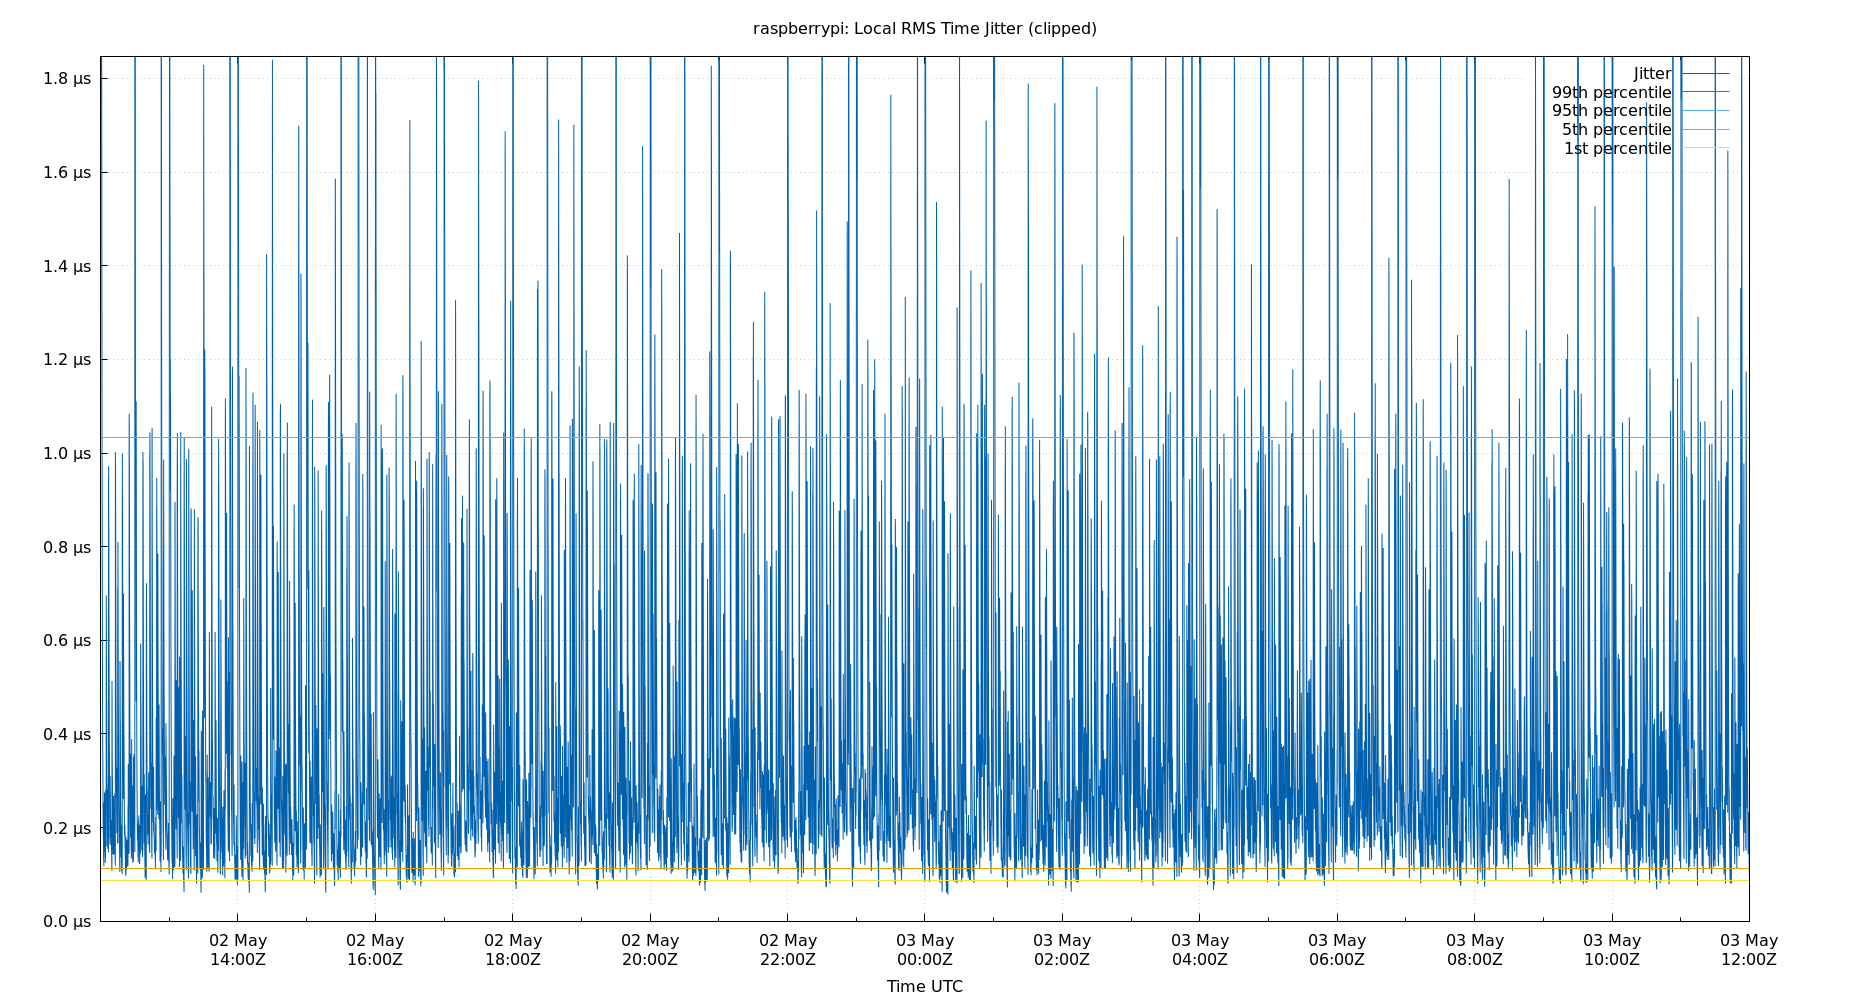 raspberrypi: Local RMS Time Jitter (clipped)
1.8 µs
1.6 µs
1.4 µs
1.2 µs
1.0 µs
0.8 µs
0.6 µs
0.4 µs
0.2 µs
0.0 µs
Jitter
99th percentile
95th percentile
5th percentile
1st percentile
02 May 02 May 02 May 02 May 02 May 03 May 03 May 03 May 03 May 03 May 03 May 03 May
14:00Z 16:00Z 18:00Z 20:00Z 22:00Z 00:00Z 02:00Z 04:00Z 06:00Z 08:00Z 10:00Z 12:00Z
Time UTC